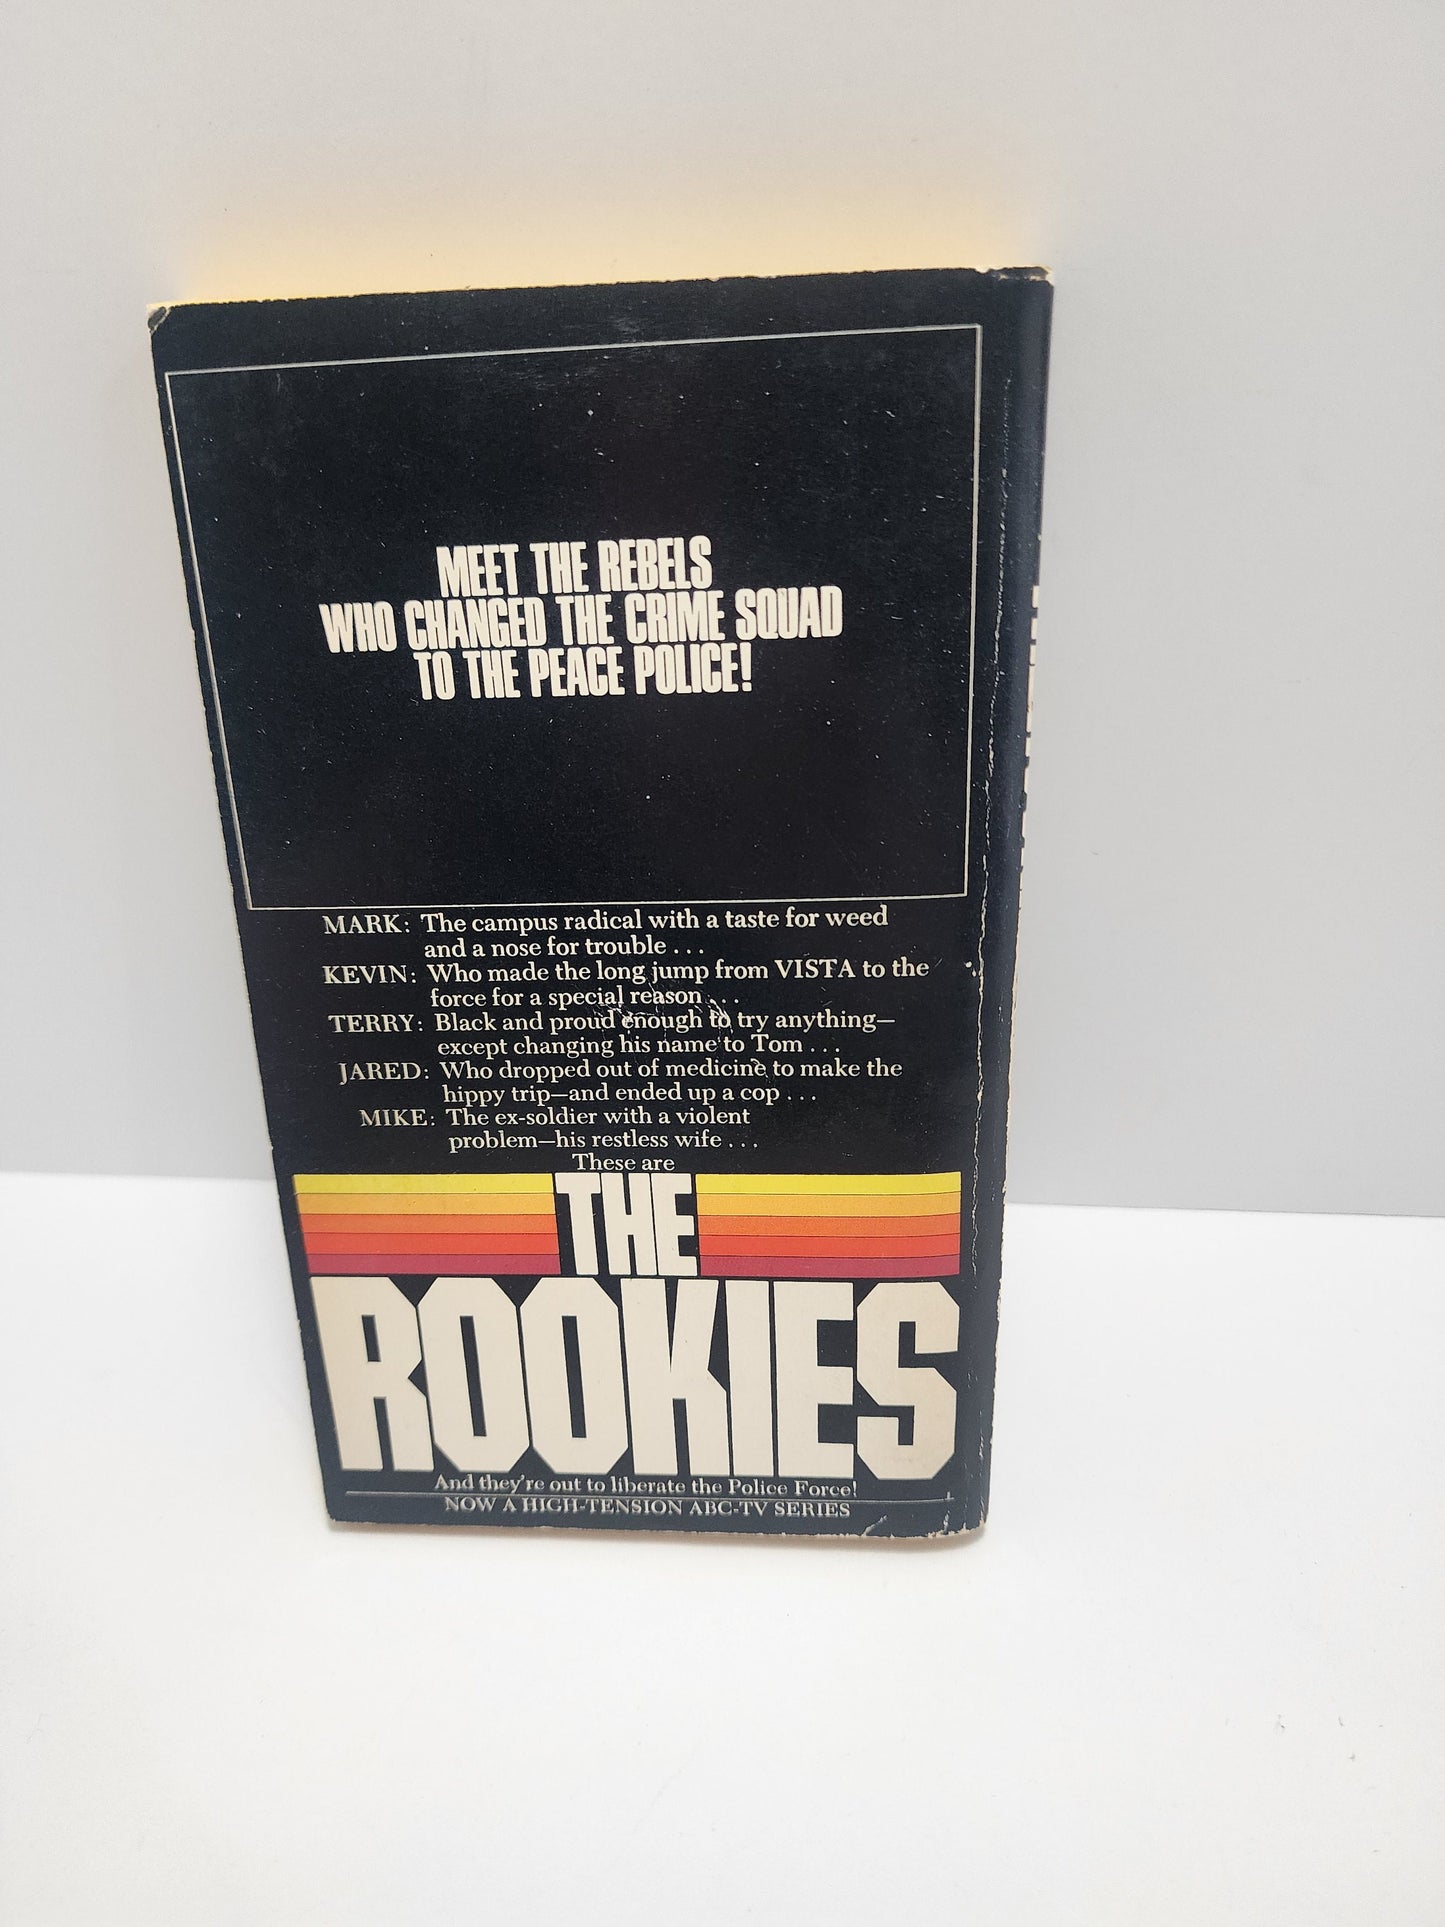 MEET THE REBELS
WHO CHANGED THE CRIME SQUAD
TO THE PEACE POLICE!
MARK: The campus radical with a taste for weed
and a nose for trouble . . .
KEVIN: Who made the long jump from VISTA to the
force for a special reason . . .
TERRY: Black and proud enough to try anything—
except changing his name to Tom . . .
JARED: Who dropped out of medicine to make the
hippy trip—and ended up a cop . . .
MIKE: The ex-soldier with a violent
problem—his restless wife . . .
These are
THE
ROOKIES
And they're out to liberate the Police Force!
NOW A HIGH-TENSION ABC-TV SERIES